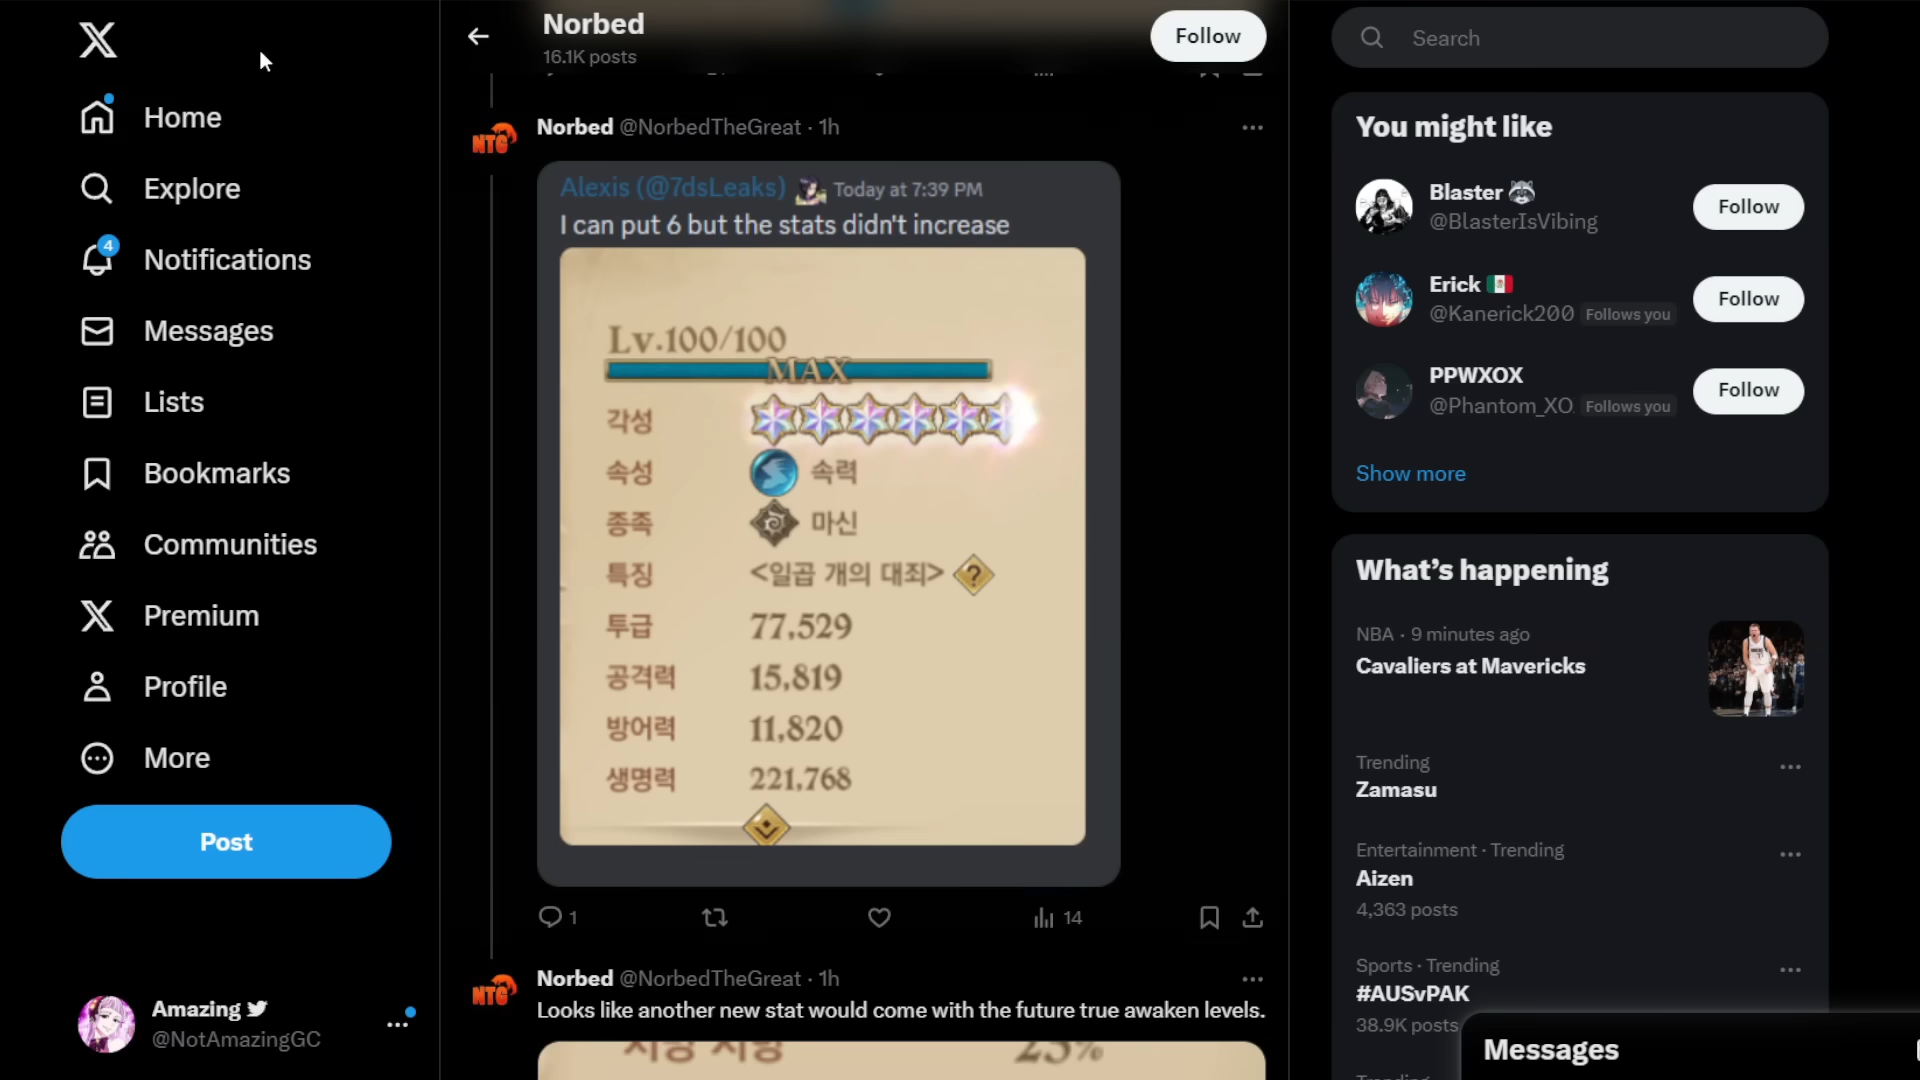 Home
Explore
4
Notifications
Messages
Lists
Bookmarks
Communities
Premium
Profile
More
Post
Amazing
@NotAmazingGC
Norbed
16.1K posts
Follow
NTG
Norbed @NorbedTheGreat · 1h
Alexis (@7dsLeaks) Today at 7:39 PM
I can put 6 but the stats didn't increase
Lv.100/100
MAX
각성
속성 속력
종족 마신
특징 <일곱 개의 대죄> ?
투급 77,529
공격력 15,819
방어력 11,820
생명력 221,768
1
14
NTG
Norbed @NorbedTheGreat · 1h
Looks like another new stat would come with the future true awaken levels.
25%
Search
You might like
Blaster
@BlasterIsVibing
Follow
Erick
@Kanerick200 Follows you
Follow
PPWXOX
@Phantom_XO Follows you
Follow
Show more
What's happening
NBA · 9 minutes ago
Cavaliers at Mavericks
Trending
Zamasu
Entertainment · Trending
Aizen
4,363 posts
Sports · Trending
#AUSvPAK
38.9K posts
Messages